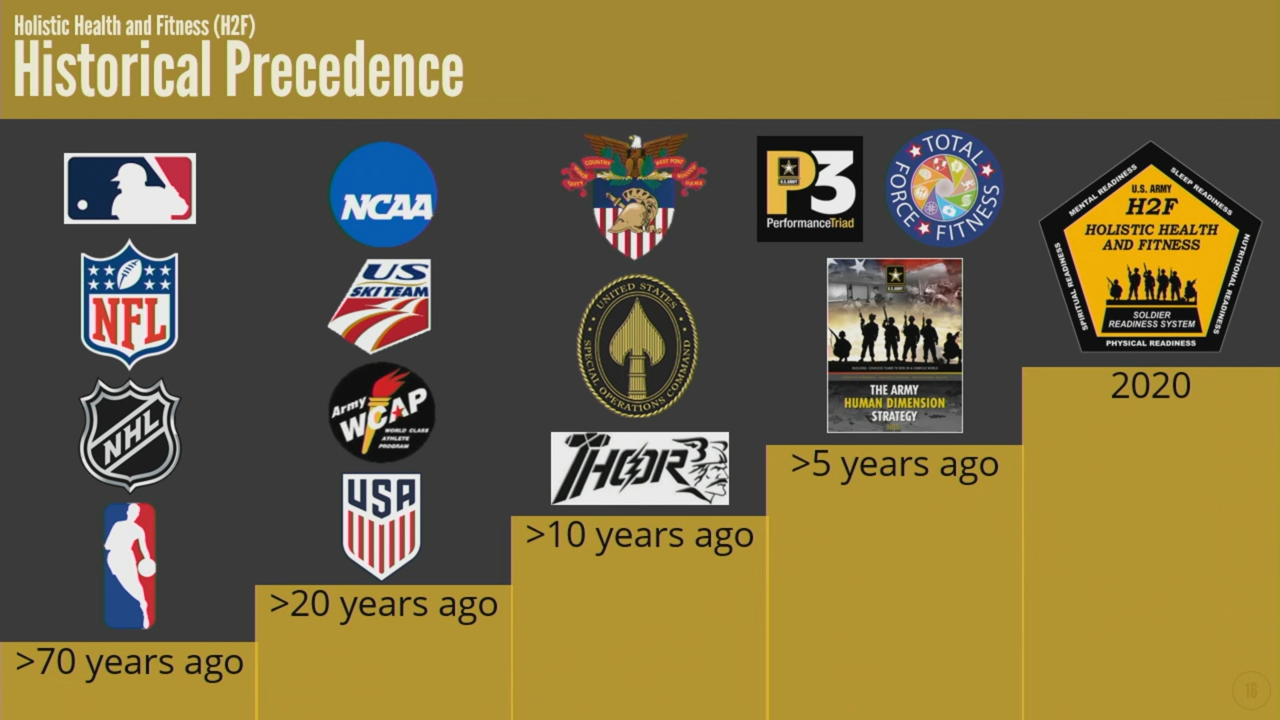 Holistic Health and Fitness (H2F)
Historical Precedence
NFL
NHL
>70 years ago
NCAA
US
SKI TEAM
Army
WCAP
WORLD CLASS
ATHLETE
PROGRAM
USA
>20 years ago
DUTY
COUNTRY
WEST POINT
UNITED STATES
SPECIAL OPERATIONS COMMAND
THOR3
>10 years ago
P3
U.S. ARMY
PerformanceTriad
TOTAL
FORCE
FITNESS
U.S. ARMY
THE ARMY
HUMAN DIMENSION
STRATEGY
>5 years ago
MENTAL READINESS
SLEEP READINESS
SPIRITUAL READINESS
NUTRITIONAL READINESS
U.S. ARMY
H2F
HOLISTIC HEALTH
AND FITNESS
SOLDIER
READINESS SYSTEM
PHYSICAL READINESS
2020
16